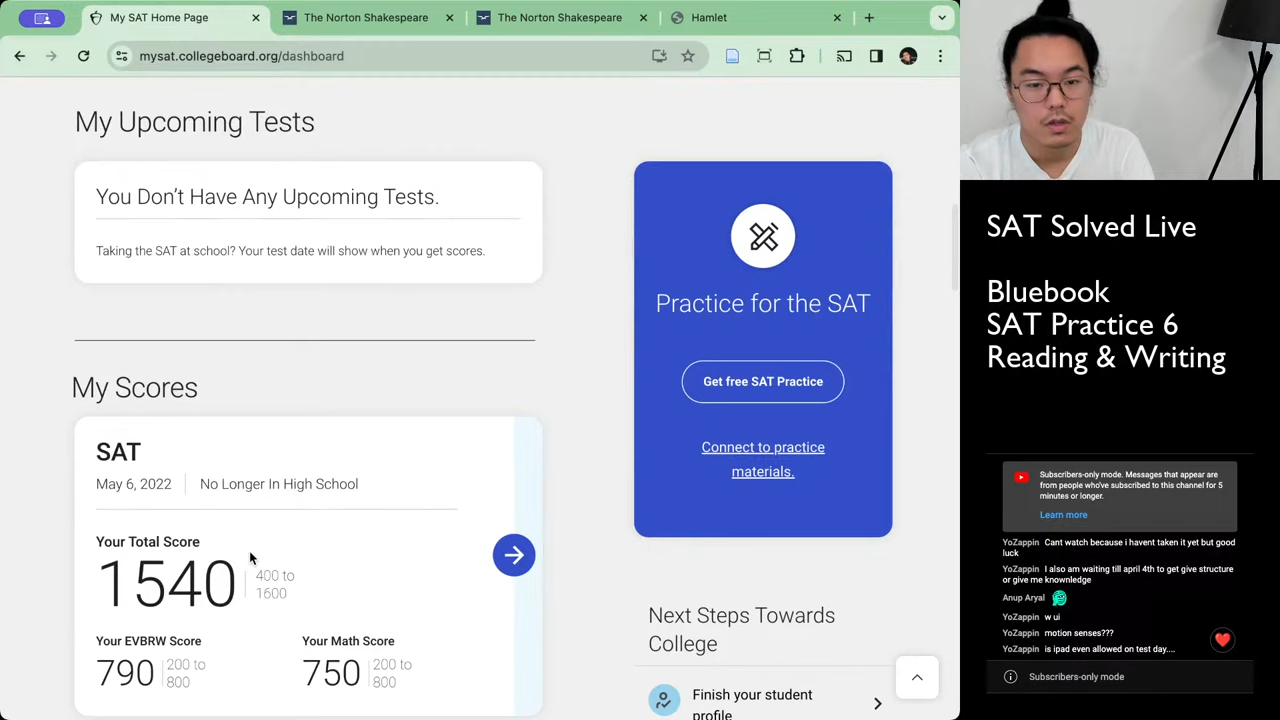 My SAT Home Page
The Norton Shakespeare
The Norton Shakespeare
Hamlet
mysat.collegeboard.org/dashboard
My Upcoming Tests
You Don't Have Any Upcoming Tests.
Taking the SAT at school? Your test date will show when you get scores.
My Scores
SAT
May 6, 2022
No Longer In High School
Your Total Score
1540
400 to
1600
Your EVBRW Score
790
200 to
800
Your Math Score
750
200 to
800
Practice for the SAT
Get free SAT Practice
Connect to practice
materials.
Next Steps Towards
College
Finish your student
profile
SAT Solved Live
Bluebook
SAT Practice 6
Reading & Writing
Subscribers-only mode. Messages that appear are
from people who've subscribed to this channel for 5
minutes or longer.
Learn more
YoZappin Cant watch because i havent taken it yet but good
luck
YoZappin I also am waiting till april 4th to get give structure
or give me knownledge
Anup Aryal
YoZappin w ui
YoZappin motion senses???
YoZappin is ipad even allowed on test day....
Subscribers-only mode